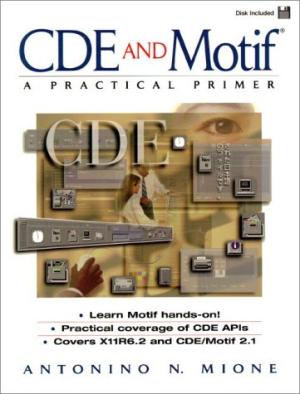 Disk Included
CDE AND Motif®
A PRACTICAL PRIMER
CDE
• Learn Motif hands-on!
• Practical coverage of CDE APIs
• Covers X11R6.2 and CDE/Motif 2.1
ANTONINO N. MIONE